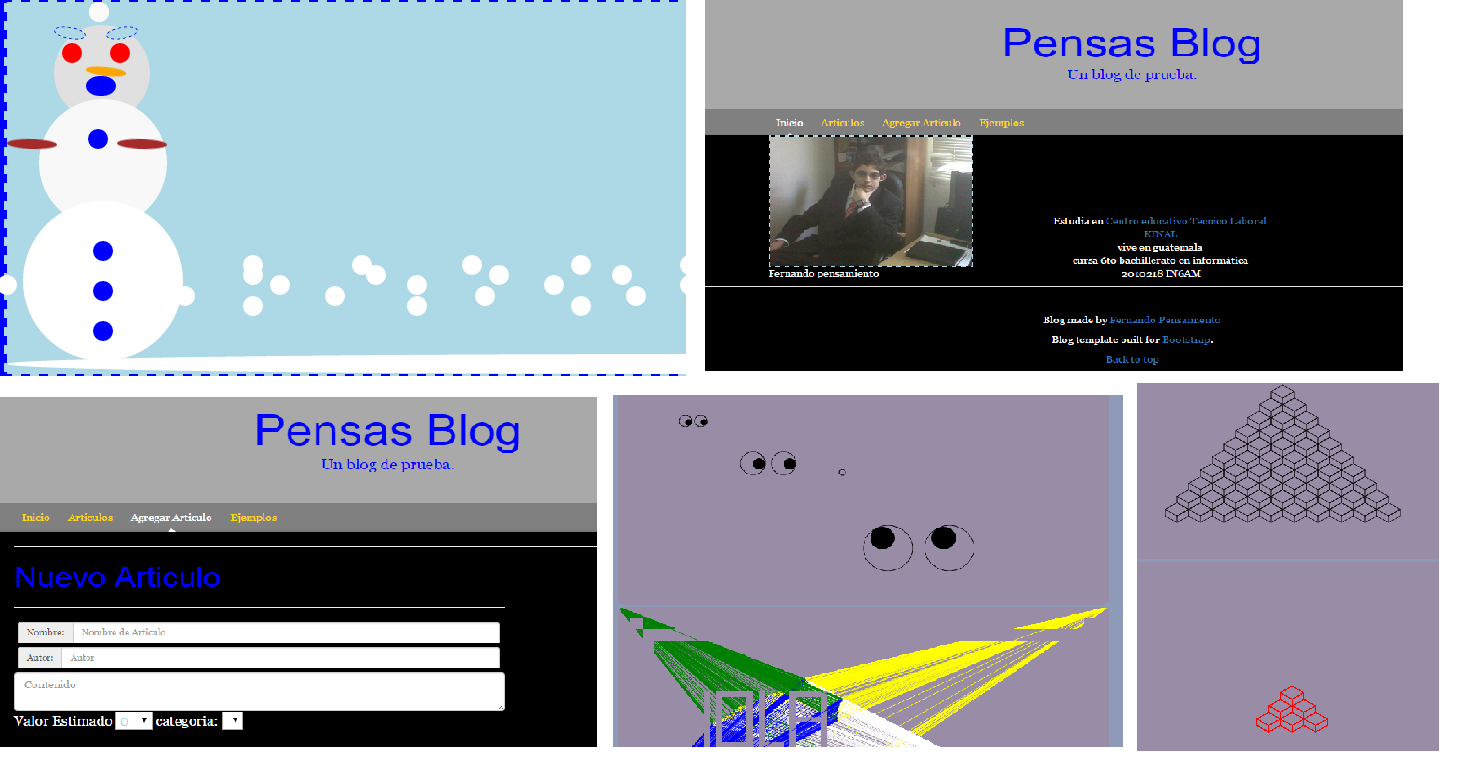 Pensas Blog
Un blog de prueba.
Inicio Articulos Agregar Articulo Ejemplos
Estudia en Centro educativo Tecnico Laboral
KINAL
vive en guatemala
cursa 6to bachillerato en informática
2010218 IN6AM
Fernando pensamiento
Blog made by Fernando Pensamiento
Blog template built for Bootstrap.
Back to top
Pensas Blog
Un blog de prueba.
Inicio Articulos Agregar Articulo Ejemplos
Nuevo Articulo
Nombre: Nombre de Articulo
Autor: Autor
Contenido
Valor Estimado 0 categoria: